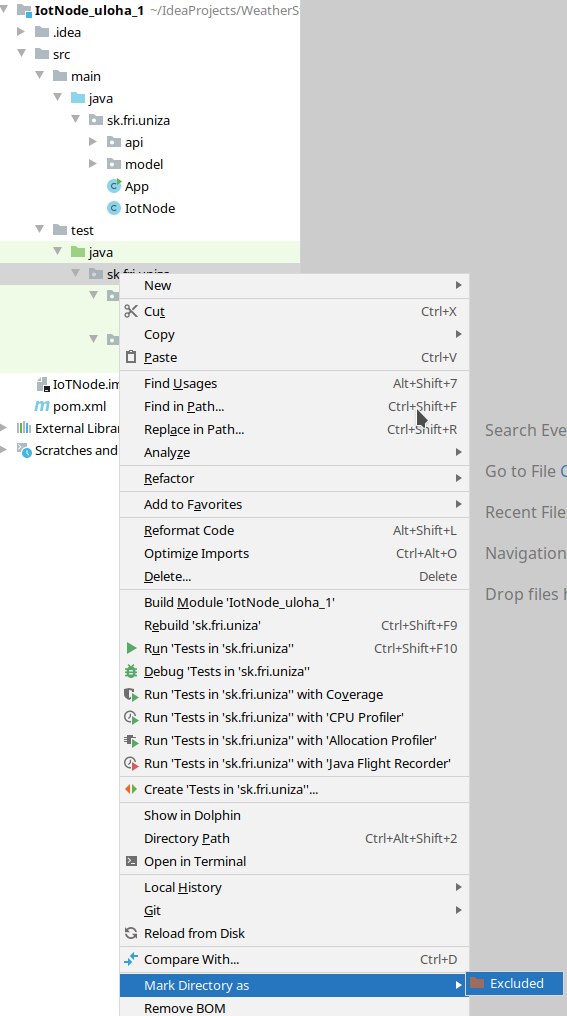 IotNode_uloha_1 ~/IdeaProjects/WeatherS
.idea
src
main
java
sk.fri.uniza
api
model
App
IotNode
test
java
sk.fri.uniza
IoTNode.im
pom.xml
External Librar
Scratches and
New
Cut Ctrl+X
Copy
Paste Ctrl+V
Find Usages Alt+Shift+7
Find in Path... Ctrl+Shift+F
Replace in Path... Ctrl+Shift+R
Analyze
Refactor
Add to Favorites
Reformat Code Alt+Shift+L
Optimize Imports Ctrl+Alt+O
Delete... Delete
Build Module 'IotNode_uloha_1'
Rebuild 'sk.fri.uniza' Ctrl+Shift+F9
Run 'Tests in 'sk.fri.uniza'' Ctrl+Shift+F10
Debug 'Tests in 'sk.fri.uniza''
Run 'Tests in 'sk.fri.uniza'' with Coverage
Run 'Tests in 'sk.fri.uniza'' with 'CPU Profiler'
Run 'Tests in 'sk.fri.uniza'' with 'Allocation Profiler'
Run 'Tests in 'sk.fri.uniza'' with 'Java Flight Recorder'
Create 'Tests in 'sk.fri.uniza''...
Show in Dolphin
Directory Path Ctrl+Alt+Shift+2
Open in Terminal
Local History
Git
Reload from Disk
Compare With... Ctrl+D
Mark Directory as
Excluded
Remove BOM
Search Eve
Go to File C
Recent File
Navigation
Drop files h